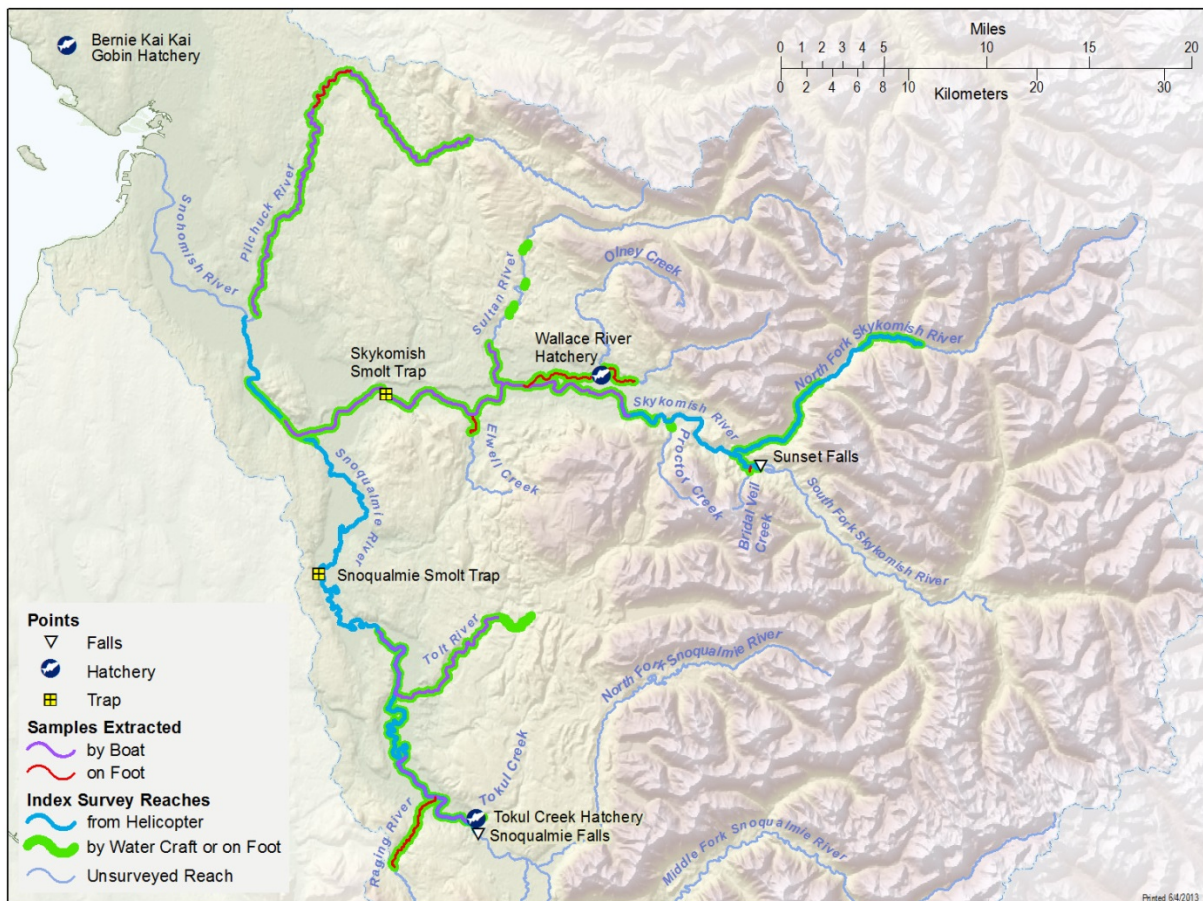 Bernie Kai Kai
Gobin Hatchery
Miles
0 1 2 3 4 5 10 15 20
0 2 4 6 8 10 20 30
Kilometers
Snohomish River
Pilchuck River
Sultan River
Olney Creek
Wallace River
Hatchery
North Fork Skykomish River
Skykomish
Smolt Trap
Skykomish River
Elwell Creek
Proctor Creek
Bridal Veil
Creek
Sunset Falls
South Fork Skykomish River
Snoqualmie River
Snoqualmie Smolt Trap
Tolt River
North Fork Snoqualmie River
Tokul Creek
Tokul Creek Hatchery
Snoqualmie Falls
Raging River
Middle Fork Snoqualmie River
Points
Falls
Hatchery
Trap
Samples Extracted
by Boat
on Foot
Index Survey Reaches
from Helicopter
by Water Craft or on Foot
Unsurveyed Reach
Printed 6/4/2013